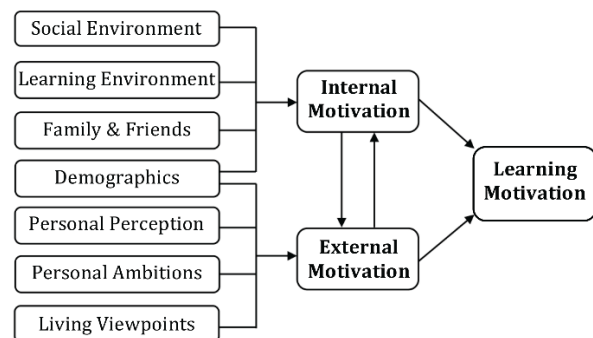 Social Environment
Learning Environment
Family & Friends
Demographics
Personal Perception
Personal Ambitions
Living Viewpoints
Internal
Motivation
External
Motivation
Learning
Motivation